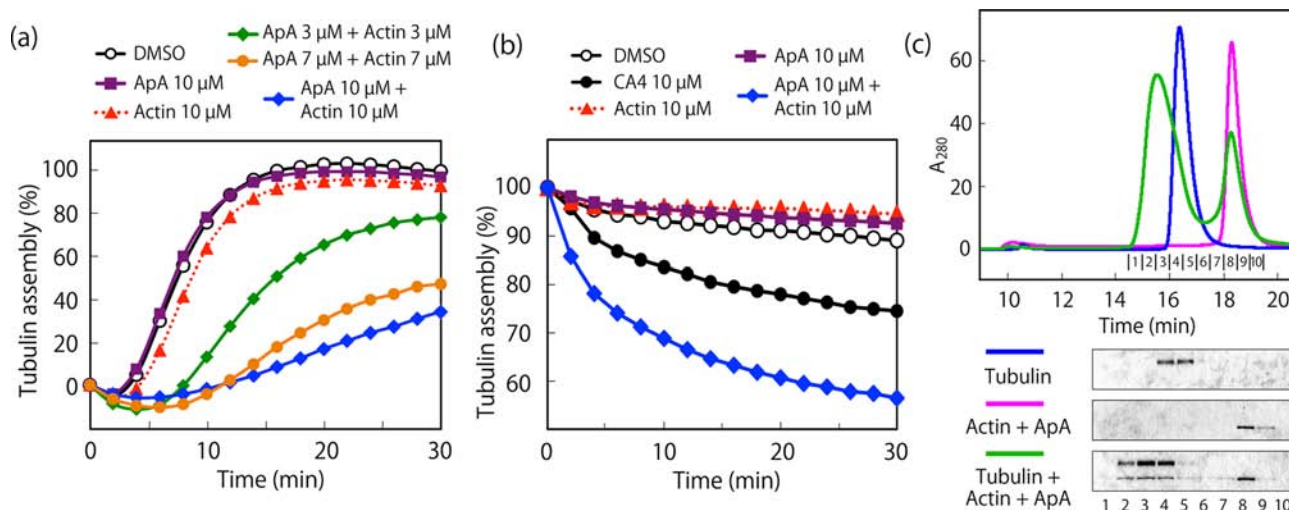 (a)
DMSO
ApA 10 µM
Actin 10 µM
ApA 3 µM + Actin 3 µM
ApA 7 µM + Actin 7 µM
ApA 10 µM +
Actin 10 µM
Tubulin assembly (%)
100
80
60
40
20
0
0 10 20 30
Time (min)
(b)
DMSO
CA4 10 µM
Actin 10 µM
ApA 10 µM
ApA 10 µM +
Actin 10 µM
Tubulin assembly (%)
100
90
80
70
60
0 10 20 30
Time (min)
(c)
A280
60
40
20
0
|1|2|3|4|5|6|7|8|9|10|
10 12 14 16 18 20
Time (min)
Tubulin
Actin + ApA
Tubulin +
Actin + ApA
1 2 3 4 5 6 7 8 9 10